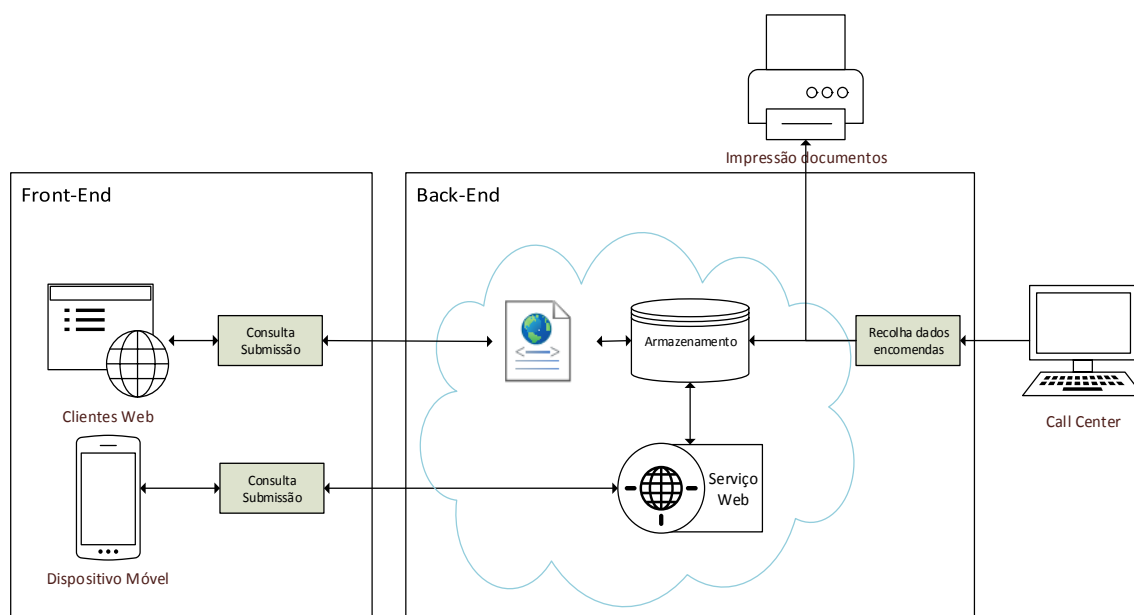 Impressão documentos
Front-End
Back-End
Consulta
Submissão
Armazenamento
Recolha dados
encomendas
Clientes Web
Call Center
Consulta
Submissão
Serviço
Web
Dispositivo Móvel